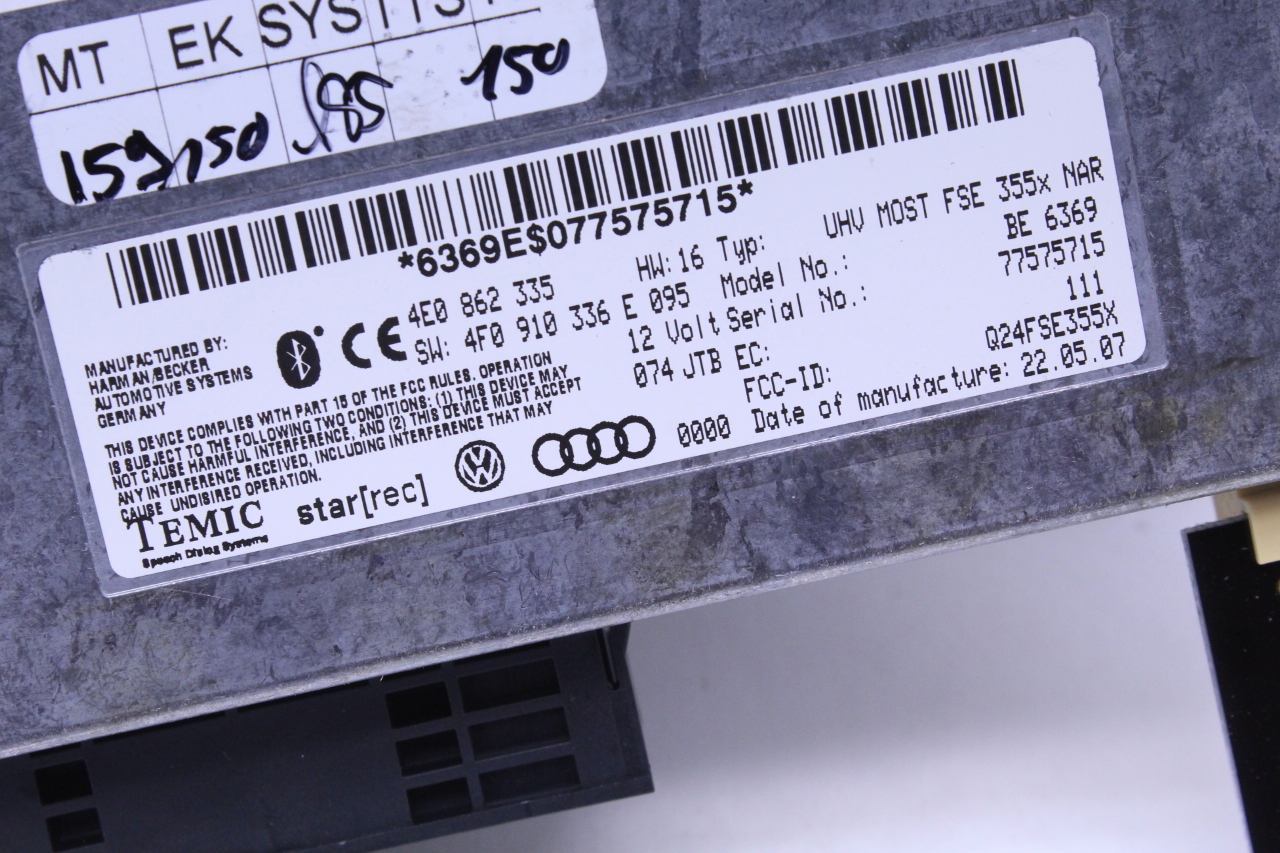 MT EK SYS
159 150 185 150
*6369E$077575715*
4E0 862 335 HW: 16 Typ: UHV MOST FSE 355x NAR
SW: 4F0 910 336 E 095 Model No.: BE 6369
12 Volt Serial No.: 77575715
074 JTB EC: 111
FCC-ID: Q24FSE355X
0000 Date of manufacture: 22.05.07
MANUFACTURED BY:
HARMAN/BECKER
AUTOMOTIVE SYSTEMS
GERMANY
CE
THIS DEVICE COMPLIES WITH PART 15 OF THE FCC RULES. OPERATION
IS SUBJECT TO THE FOLLOWING TWO CONDITIONS: (1) THIS DEVICE MAY
NOT CAUSE HARMFUL INTERFERENCE, AND (2) THIS DEVICE MUST ACCEPT
ANY INTERFERENCE RECEIVED, INCLUDING INTERFERENCE THAT MAY
CAUSE UNDISIRED OPERATION.
TEMIC star[rec]
Speech Dialog Systems